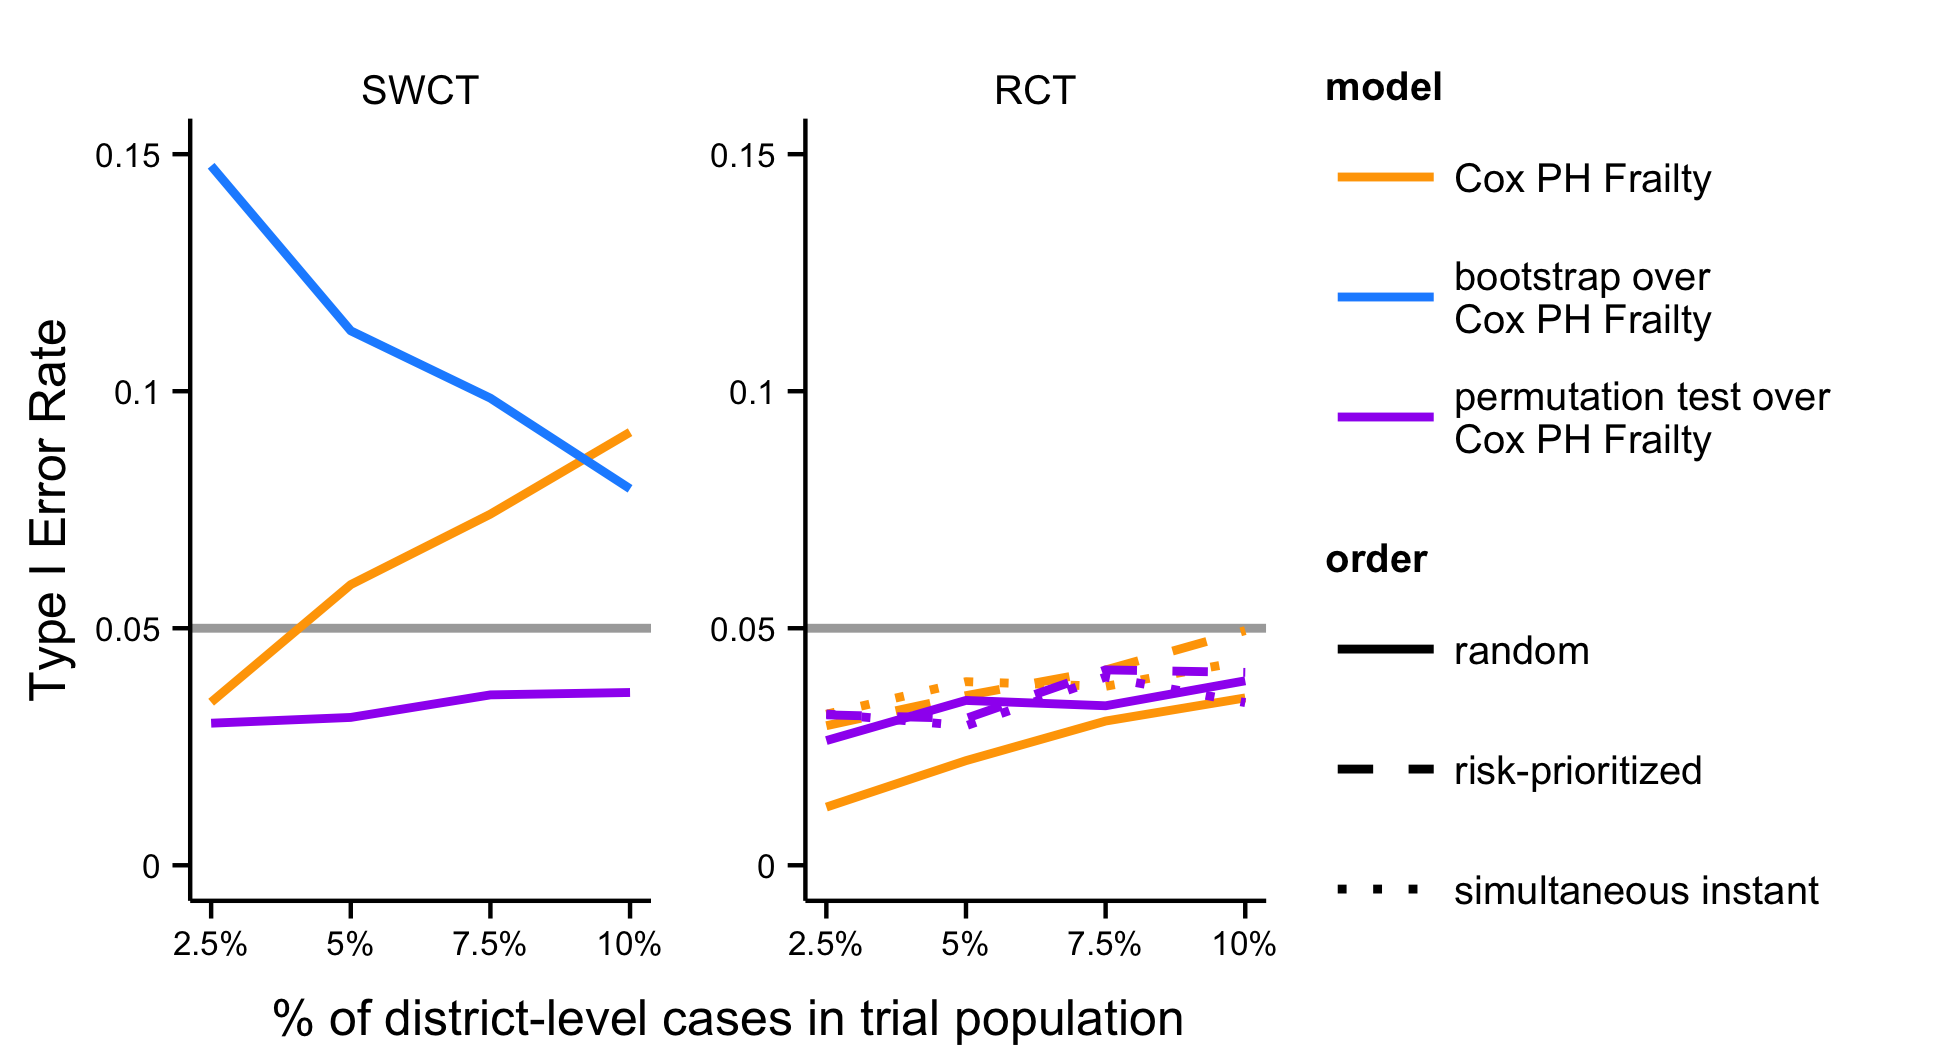 SWCT
RCT
Type I Error Rate
0.15
0.1
0.05
0
2.5%
5%
7.5%
10%
0.15
0.1
0.05
0
2.5%
5%
7.5%
10%
% of district-level cases in trial population
model
Cox PH Frailty
bootstrap over
Cox PH Frailty
permutation test over
Cox PH Frailty
order
random
risk-prioritized
simultaneous instant